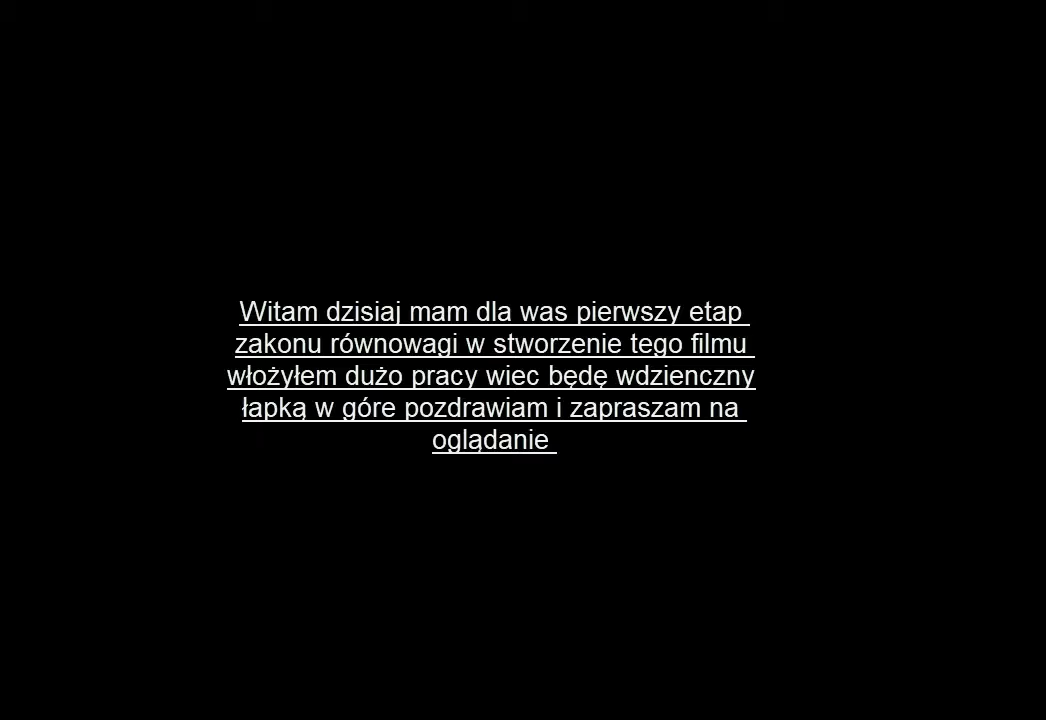 Witam dzisiaj mam dla was pierwszy etap
zakonu równowagi w stworzenie tego filmu
włożyłem dużo pracy wiec będę wdzienczny
łapką w góre pozdrawiam i zapraszam na
oglądanie